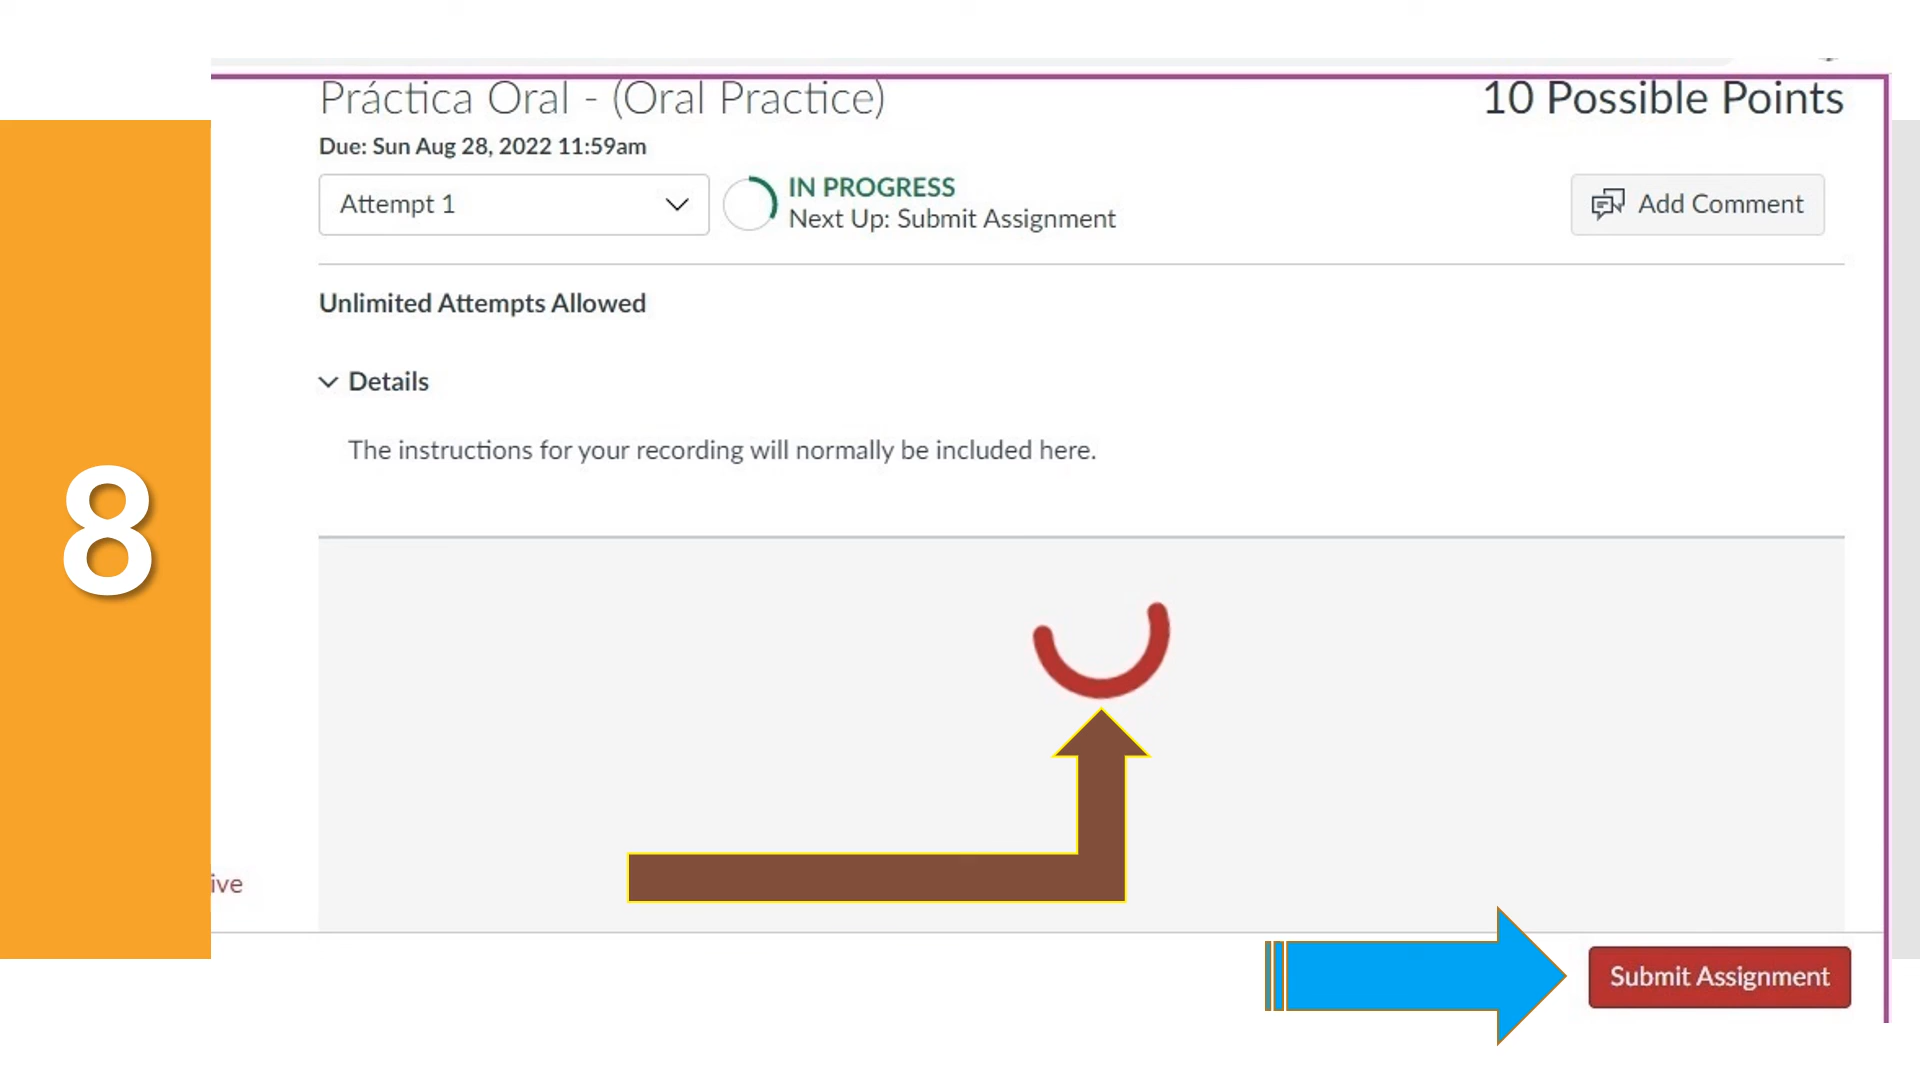 Práctica Oral - (Oral Practice)
10 Possible Points
Due: Sun Aug 28, 2022 11:59am
Attempt 1
IN PROGRESS
Next Up: Submit Assignment
Add Comment
Unlimited Attempts Allowed
Details
The instructions for your recording will normally be included here.
8
ive
Submit Assignment